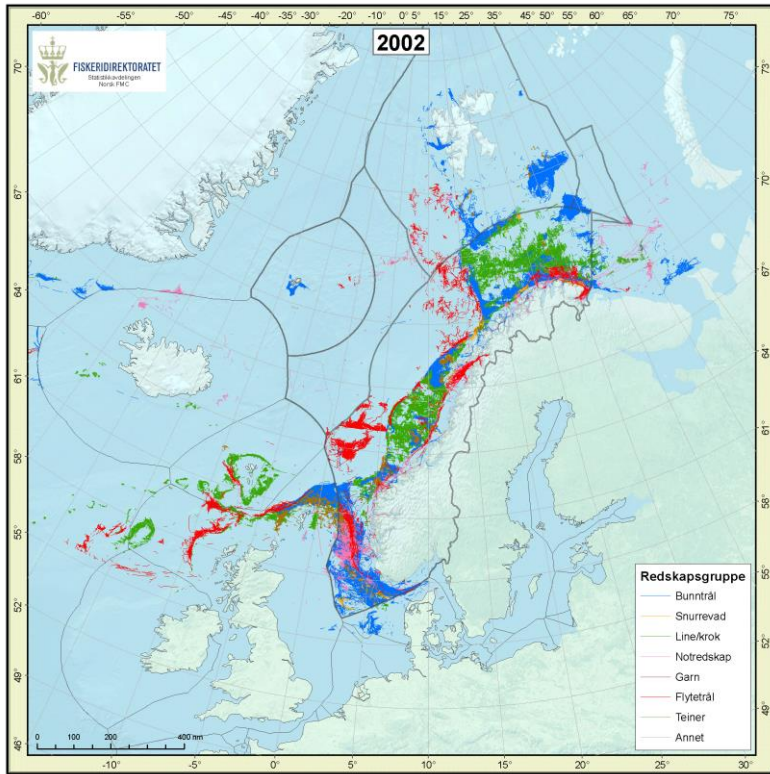 -60° -55° -50° -45° -40° -35° -30° -20° -10° 0° 5° 15° 25° 30° 35° 40° 45° 50° 55° 60° 65° 70° 75°
2002
FISKERIDIREKTORATET
Statistikkavdelingen
Norsk FMC
70°
67°
64°
61°
58°
55°
52°
49°
46°
73°
70°
67°
64°
61°
58°
55°
52°
49°
Redskapsgruppe
Bunntrål
Snurrevad
Line/krok
Notredskap
Garn
Flytetrål
Teiner
Annet
0 100 200 400 nm
-10° -5° 0° 5° 10° 15° 20° 25° 30°